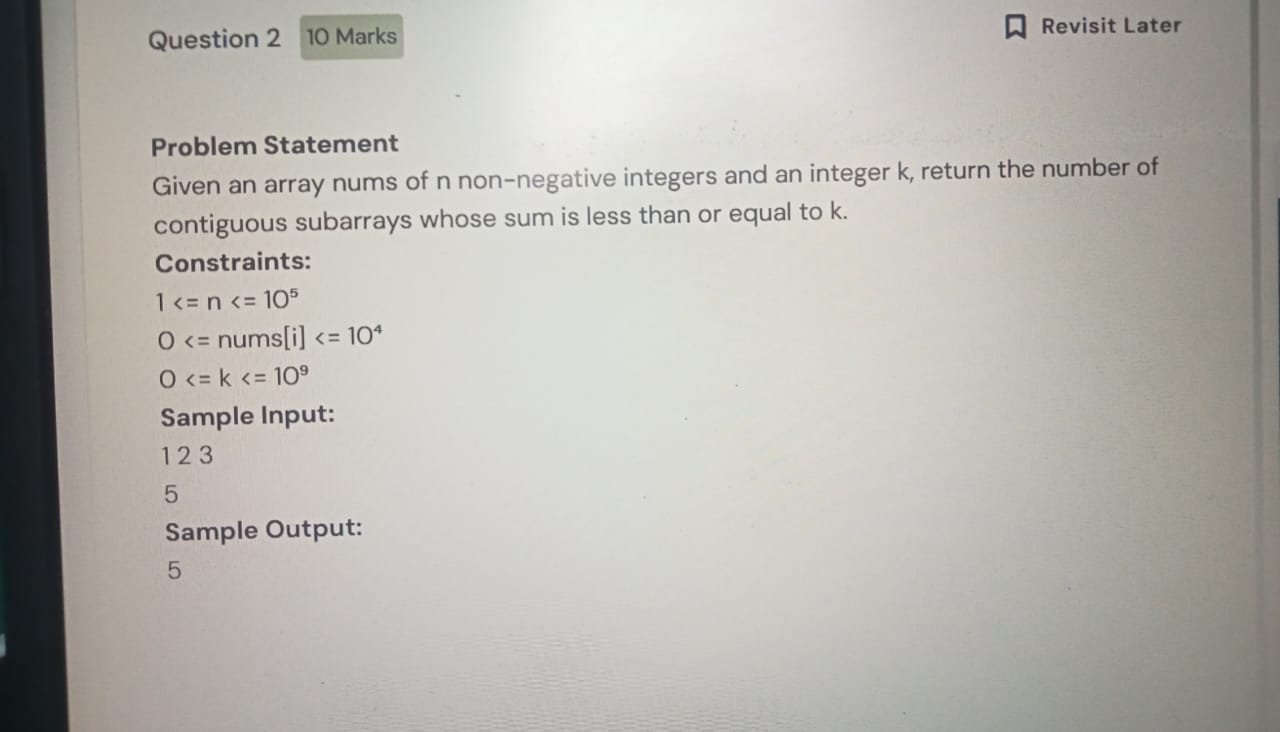 Question 2 10 Marks Revisit Later
Problem Statement
Given an array nums of n non-negative integers and an integer k, return the number of
contiguous subarrays whose sum is less than or equal to k.
Constraints:
1 <= n <= 10⁵
0 <= nums[i] <= 10⁴
0 <= k <= 10⁹
Sample Input:
1 2 3
5
Sample Output:
5